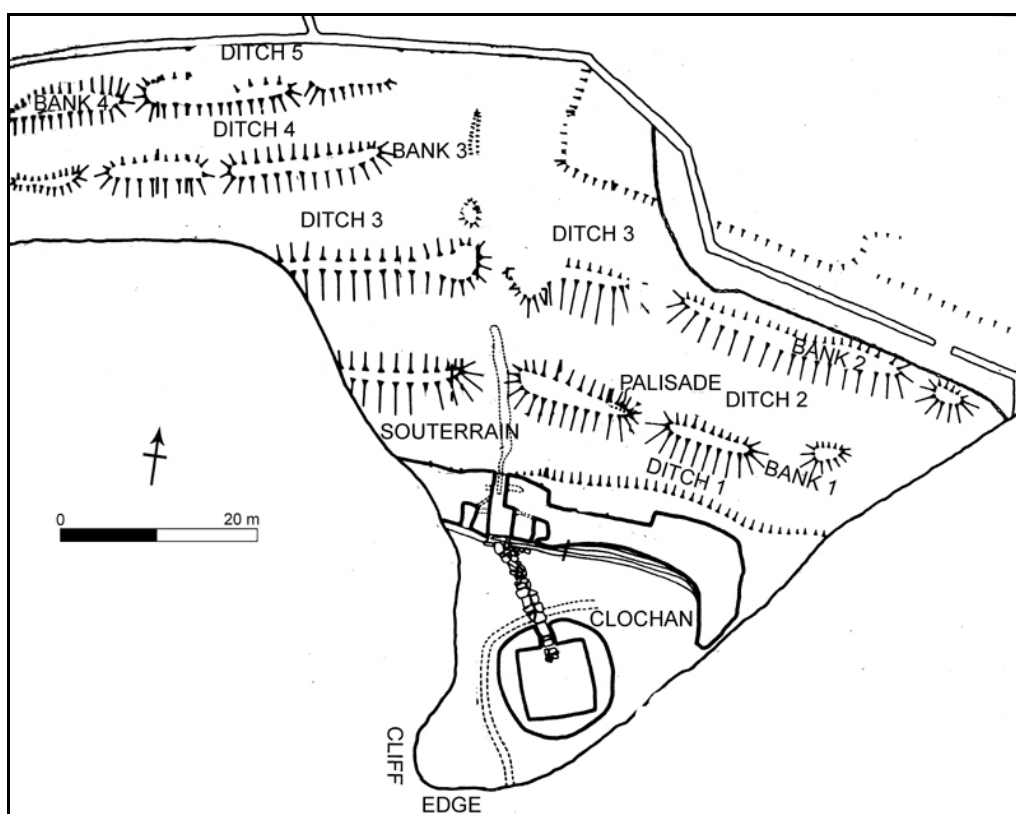 DITCH 5
BANK 4
DITCH 4
BANK 3
DITCH 3
DITCH 3
BANK 2
PALISADE
DITCH 2
SOUTERRAIN
DITCH 1
BANK 1
0
20 m
CLOCHAN
CLIFF
EDGE